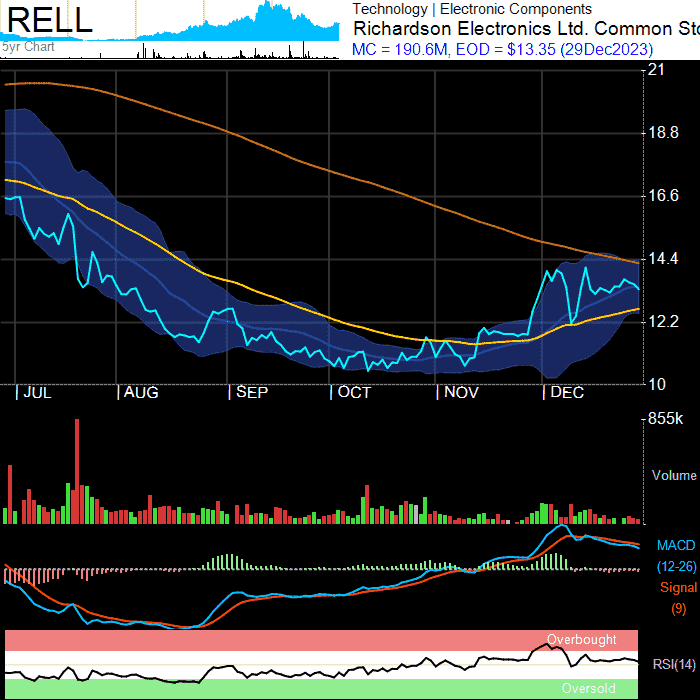 RELL
5yr Chart
Technology | Electronic Components
Richardson Electronics Ltd. Common Sto
MC = 190.6M, EOD = $13.35 (29Dec2023)
21
18.8
16.6
14.4
12.2
10
JUL AUG SEP OCT NOV DEC
855k
Volume
MACD
(12-26)
Signal
(9)
Overbought
RSI(14)
Oversold